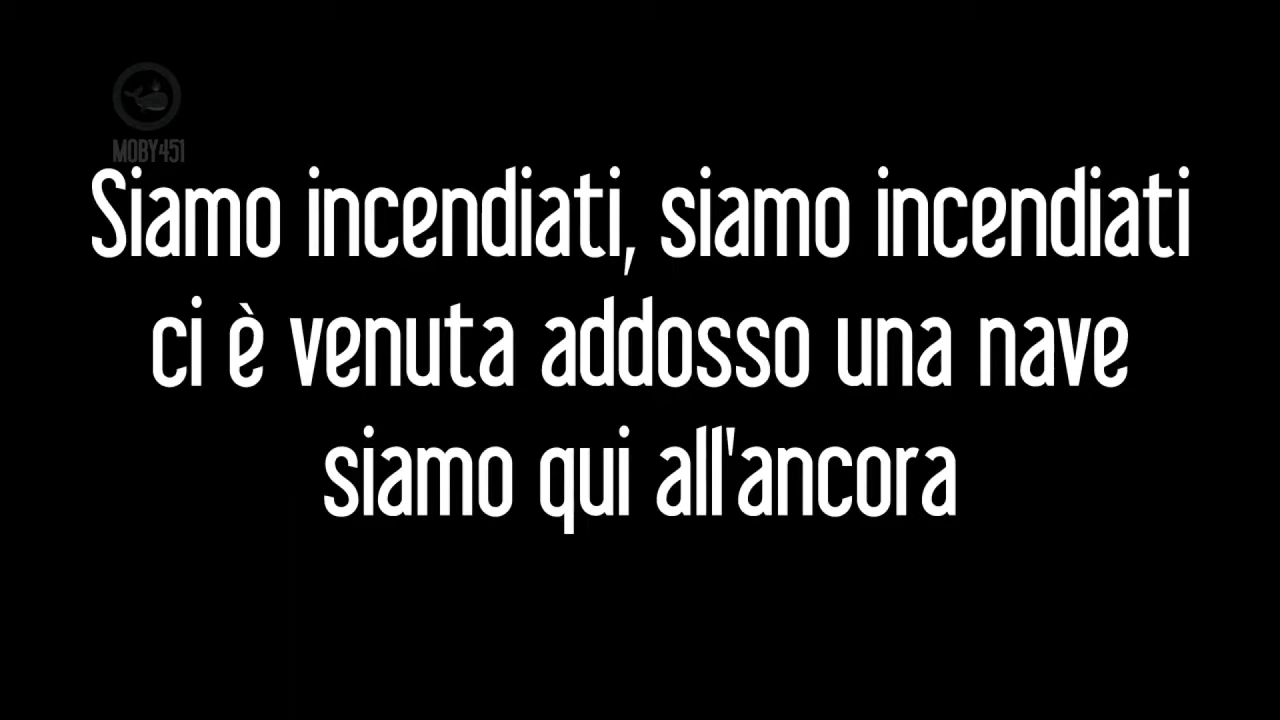 MOBY451
Siamo incendiati, siamo incendiati
ci è venuta addosso una nave
siamo qui all'ancora